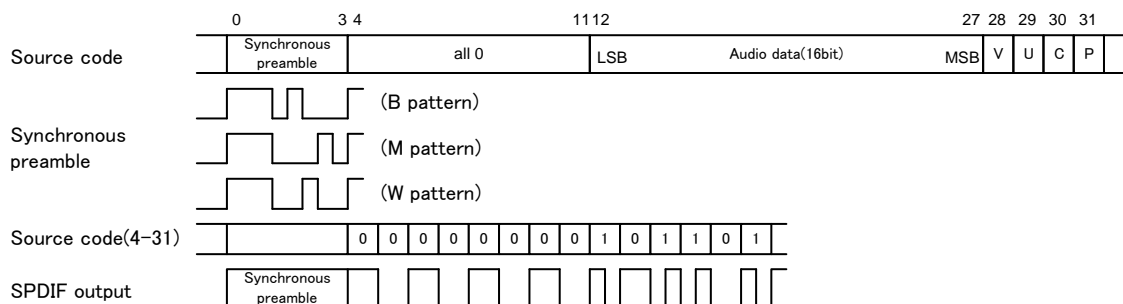 0 3 4 11 12 27 28 29 30 31
Source code Synchronous preamble all 0 LSB Audio data(16bit) MSB V U C P
(B pattern)
Synchronous preamble
(M pattern)
(W pattern)
Source code(4-31) 0 0 0 0 0 0 0 0 1 0 1 1 0 1
SPDIF output Synchronous preamble